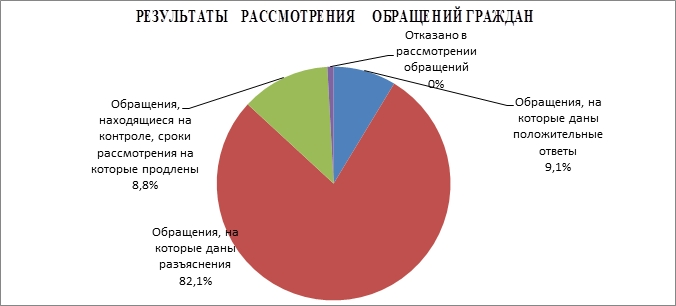 РЕЗУЛЬТАТЫ РАССМОТРЕНИЯ ОБРАЩЕНИЙ ГРАЖДАН
Отказано в
рассмотрении
обращений
0%
Обращения, на
которые даны
положительные
ответы
9,1%
Обращения,
находящиеся на
контроле, сроки
рассмотрения на
которые продлены
8,8%
Обращения, на
которые даны
разъяснения
82,1%